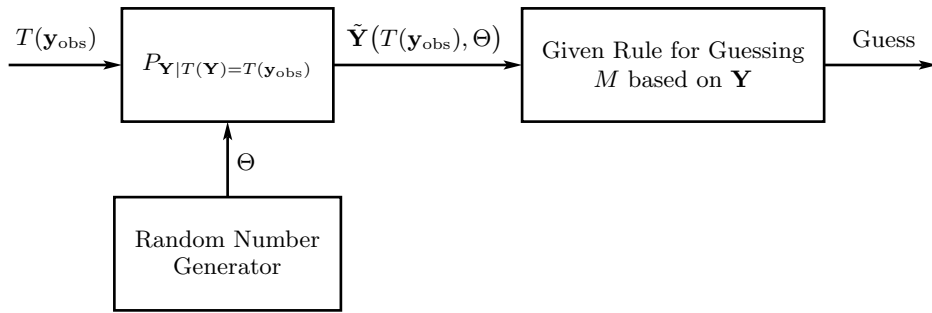 T(y_obs)
P_{Y|T(Y)=T(y_obs)}
Ỹ(T(y_obs), Θ)
Given Rule for Guessing
M based on Y
Guess
Θ
Random Number
Generator